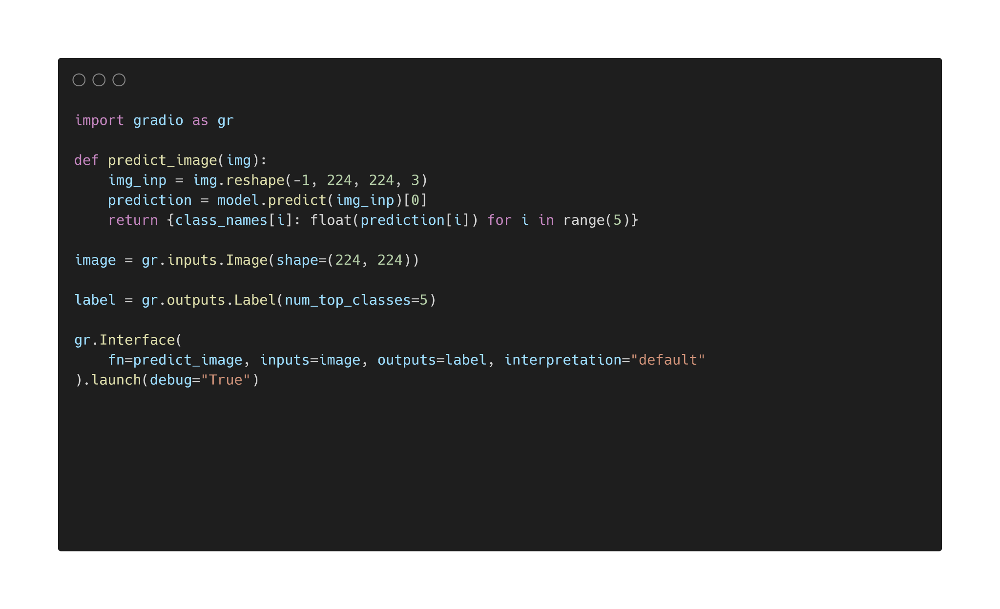 import gradio as gr
def predict_image(img):
    img_inp = img.reshape(-1, 224, 224, 3)
    prediction = model.predict(img_inp)[0]
    return {class_names[i]: float(prediction[i]) for i in range(5)}
image = gr.inputs.Image(shape=(224, 224))
label = gr.outputs.Label(num_top_classes=5)
gr.Interface(
    fn=predict_image, inputs=image, outputs=label, interpretation="default"
).launch(debug="True")